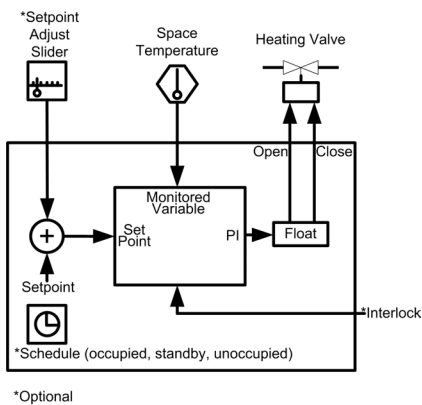 *Setpoint
Adjust
Slider
Space
Temperature
Heating Valve
Open
Close
Monitored
Variable
Set
Point
PI
Float
Setpoint
*Interlock
*Schedule (occupied, standby, unoccupied)
*Optional